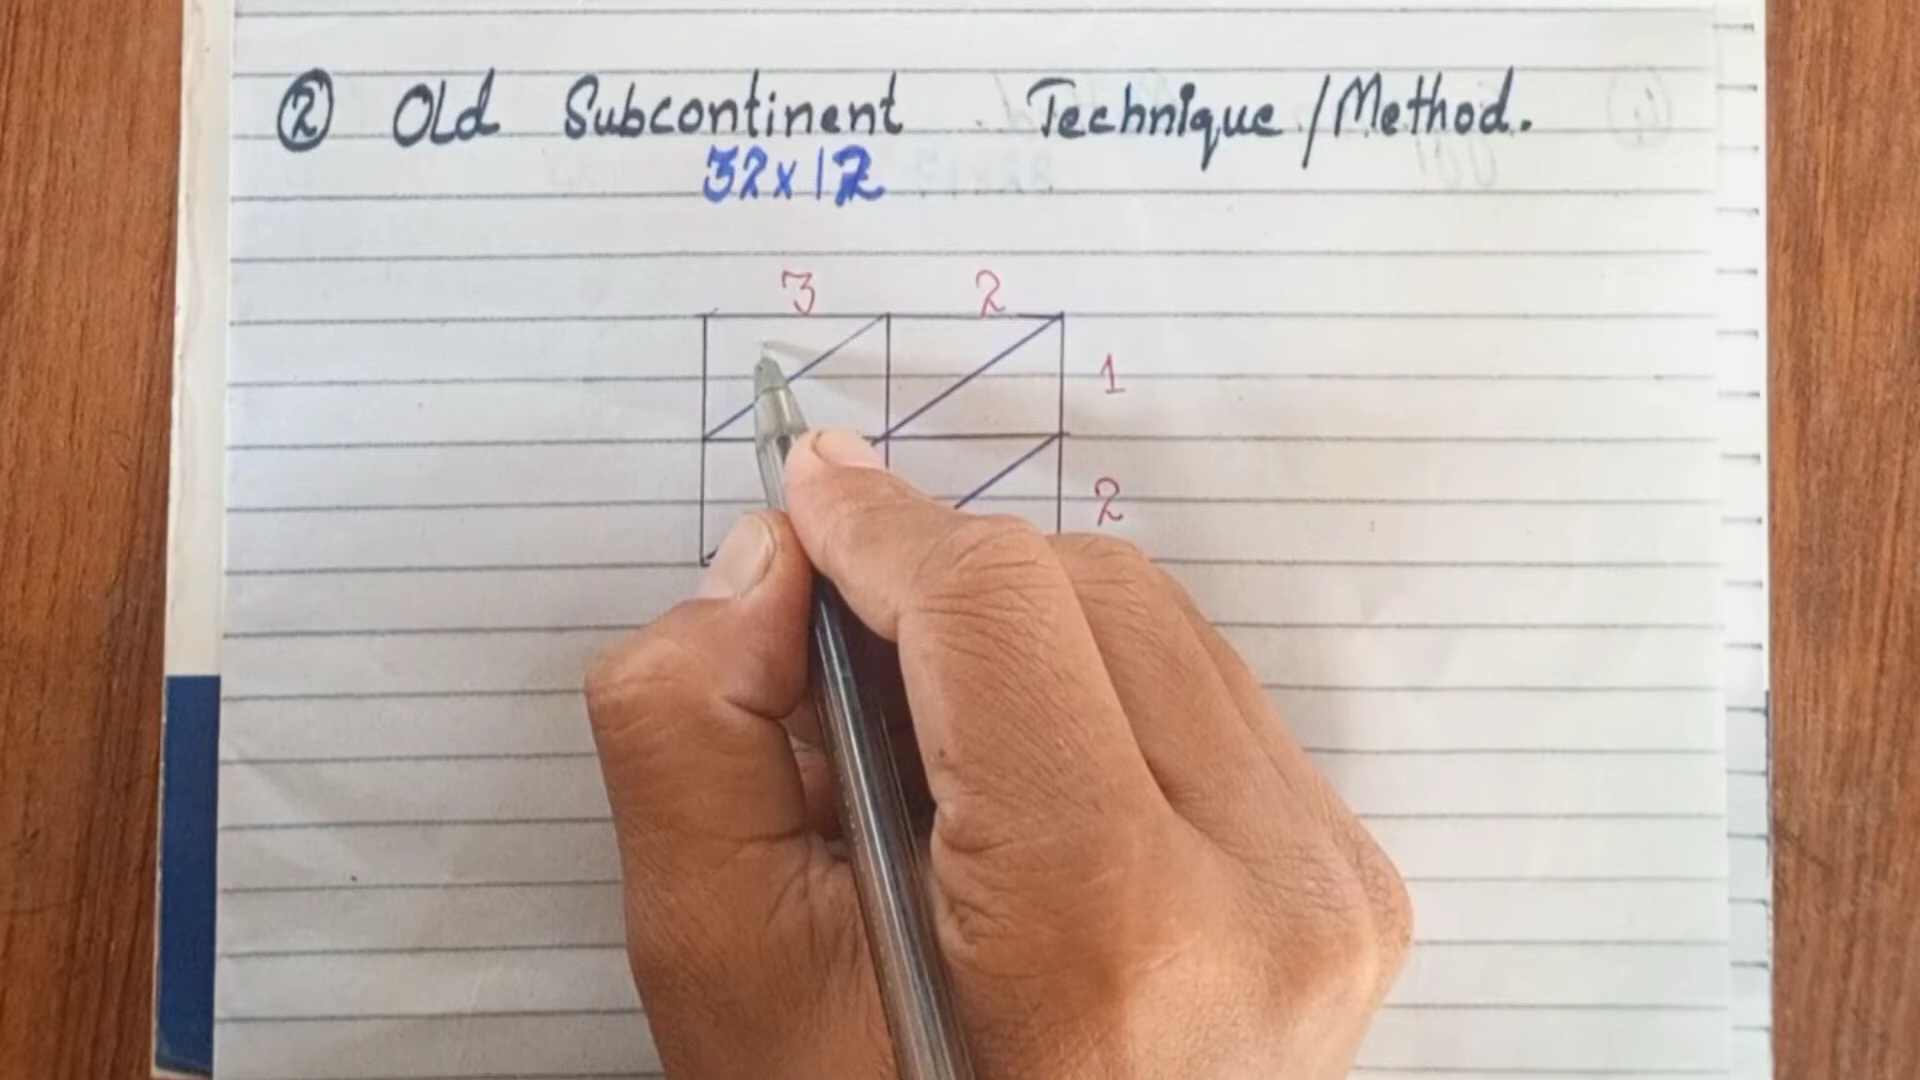 ② Old Subcontinent Technique/Method.
32x12
3 2
1
2